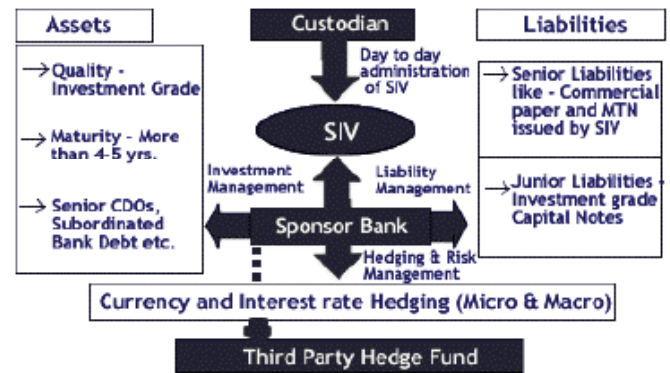 Assets
Custodian
Liabilities
Quality -
Investment Grade
Maturity - More
than 4-5 yrs.
Senior CDOs,
Subordinated
Bank Debt etc.
Day to day
administration
of SIV
SIV
Investment
Management
Liability
Management
Sponsor Bank
Hedging & Risk
Management
Senior Liabilities
like - Commercial
paper and MTN
issued by SIV
Junior Liabilities -
Investment grade
Capital Notes
Currency and Interest rate Hedging (Micro & Macro)
Third Party Hedge Fund